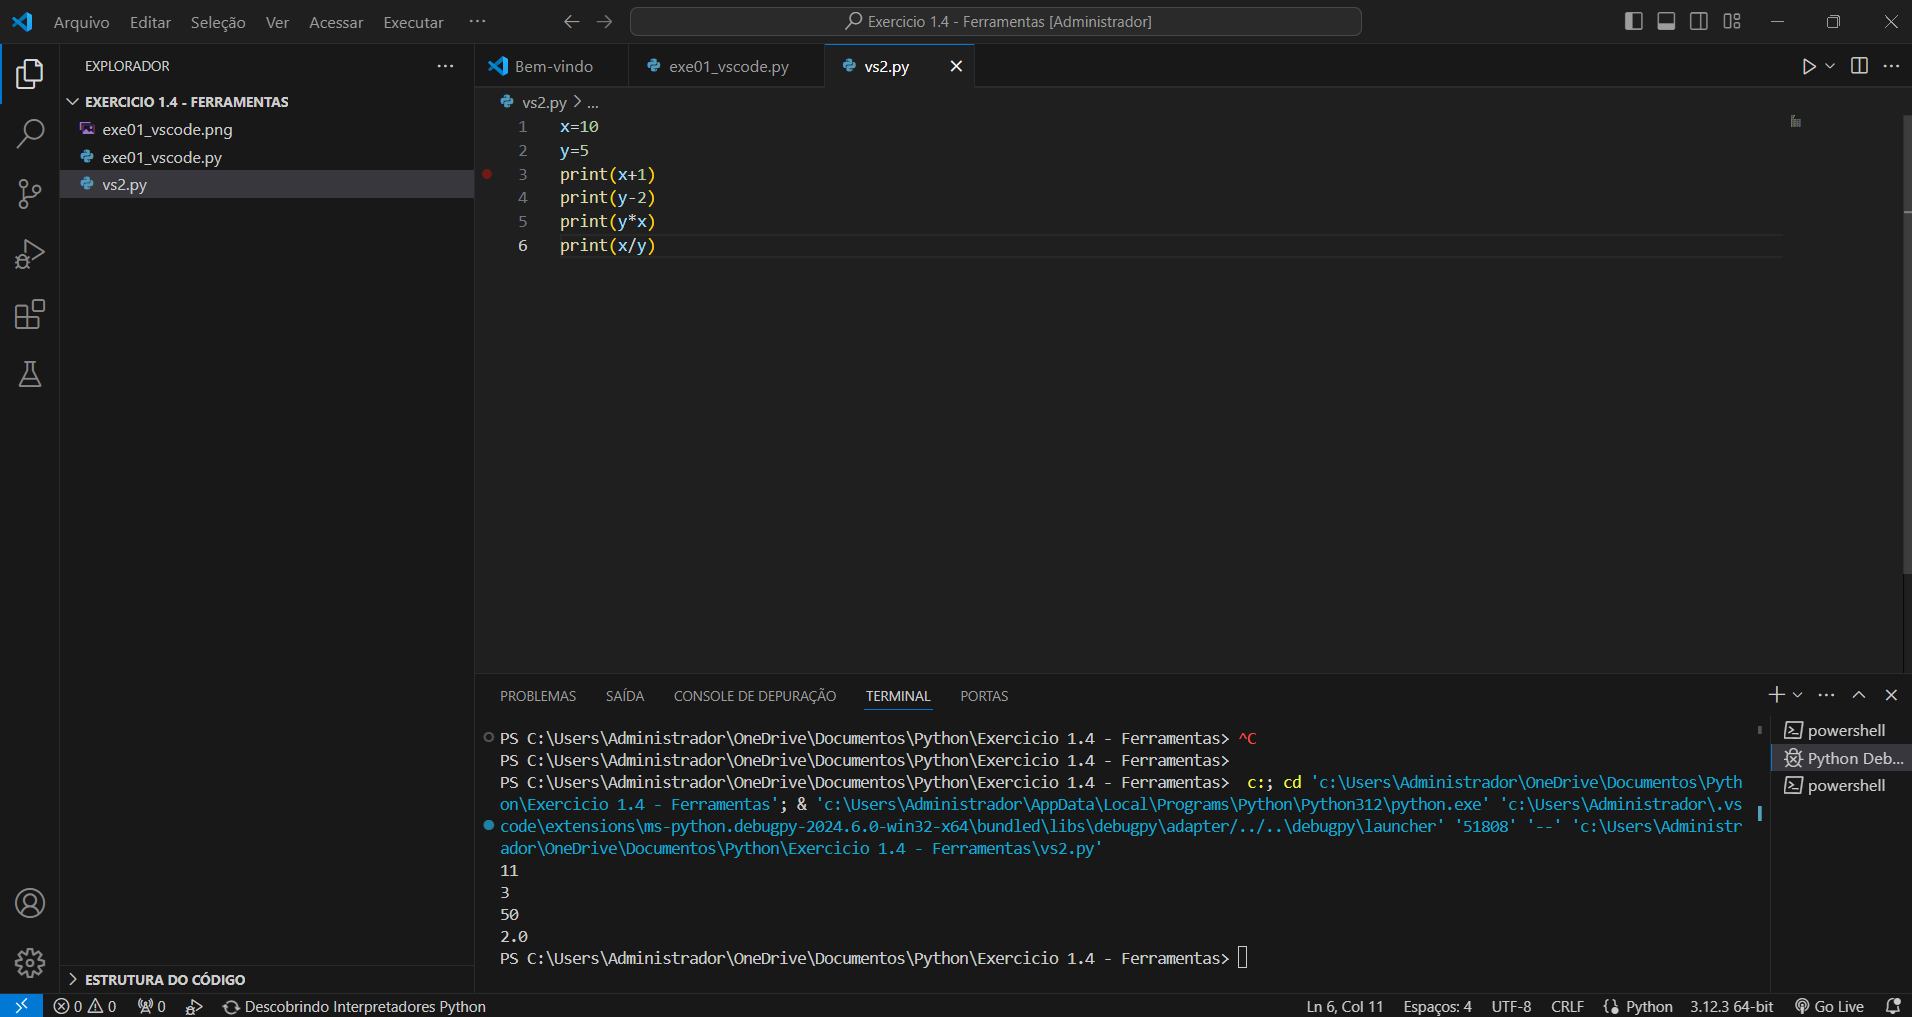 Arquivo Editar Seleção Ver Acessar Executar ··· Exercicio 1.4 - Ferramentas [Administrador]
EXPLORADOR ···
EXERCICIO 1.4 - FERRAMENTAS
exe01_vscode.png
exe01_vscode.py
vs2.py
ESTRUTURA DO CÓDIGO
Bem-vindo exe01_vscode.py vs2.py
vs2.py > ...
1 x=10
2 y=5
3 print(x+1)
4 print(y-2)
5 print(y*x)
6 print(x/y)
PROBLEMAS SAÍDA CONSOLE DE DEPURAÇÃO TERMINAL PORTAS
PS C:\Users\Administrador\OneDrive\Documentos\Python\Exercicio 1.4 - Ferramentas> ^C
PS C:\Users\Administrador\OneDrive\Documentos\Python\Exercicio 1.4 - Ferramentas>
PS C:\Users\Administrador\OneDrive\Documentos\Python\Exercicio 1.4 - Ferramentas>  c:; cd 'c:\Users\Administrador\OneDrive\Documentos\Pyth
on\Exercicio 1.4 - Ferramentas'; & 'c:\Users\Administrador\AppData\Local\Programs\Python\Python312\python.exe' 'c:\Users\Administrador\.vs
code\extensions\ms-python.debugpy-2024.6.0-win32-x64\bundled\libs\debugpy\adapter/../..\debugpy\launcher' '51808' '--' 'c:\Users\Administr
ador\OneDrive\Documentos\Python\Exercicio 1.4 - Ferramentas\vs2.py'
11
3
50
2.0
PS C:\Users\Administrador\OneDrive\Documentos\Python\Exercicio 1.4 - Ferramentas>
powershell
Python Deb...
powershell
0 0 0 Descobrindo Interpretadores Python Ln 6, Col 11 Espaços: 4 UTF-8 CRLF Python 3.12.3 64-bit Go Live